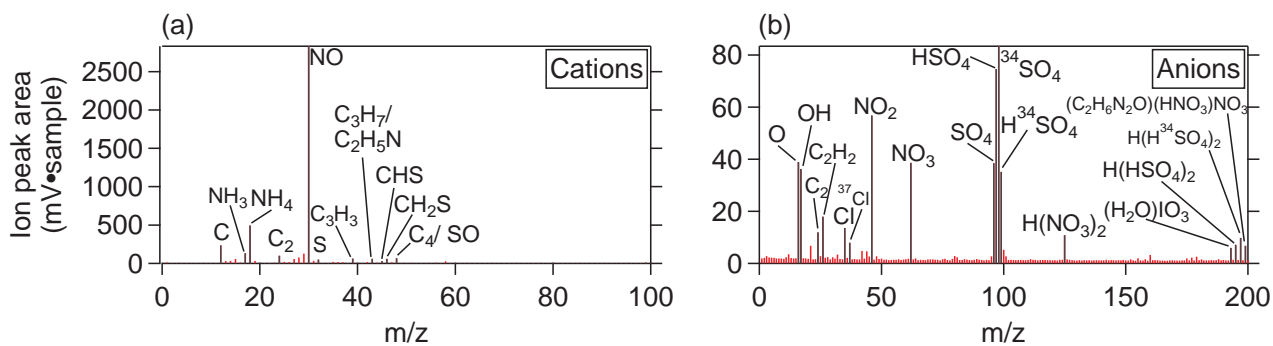 (a)
Ion peak area
(mV•sample)
2500
2000
1500
1000
500
0
0
20
40
60
80
100
m/z
Cations
NO
C₃H₇/
C₂H₅N
CHS
NH₃
NH₄
C₃H₃
CH₂S
C
C₂
S
C₄/ SO
(b)
80
60
40
20
0
0
50
100
150
200
m/z
Anions
HSO₄
³⁴SO₄
(C₂H₆N₂O)(HNO₃)NO₃
NO₂
OH
O
SO₄
H³⁴SO₄
C₂H₂
NO₃
H(H³⁴SO₄)₂
H(HSO₄)₂
C₂
³⁷Cl
Cl
H(NO₃)₂
(H₂O)IO₃